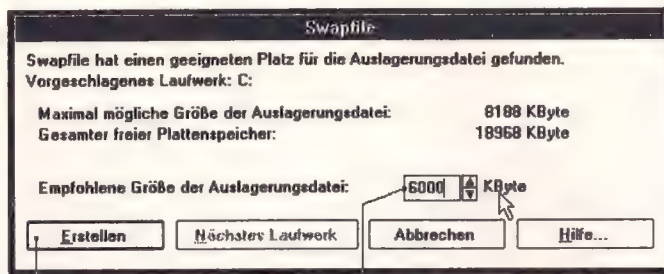 Swapfile
Swapfile hat einen geeigneten Platz für die Auslagerungsdatei gefunden.
Vorgeschlagenes Laufwerk: C:
Maximal mögliche Größe der Auslagerungsdatei: 8188 KByte
Gesamter freier Plattenspeicher: 18968 KByte
Empfohlene Größe der Auslagerungsdatei: 6000 KByte
Erstellen Nächstes Laufwerk Abbrechen Hilfe...